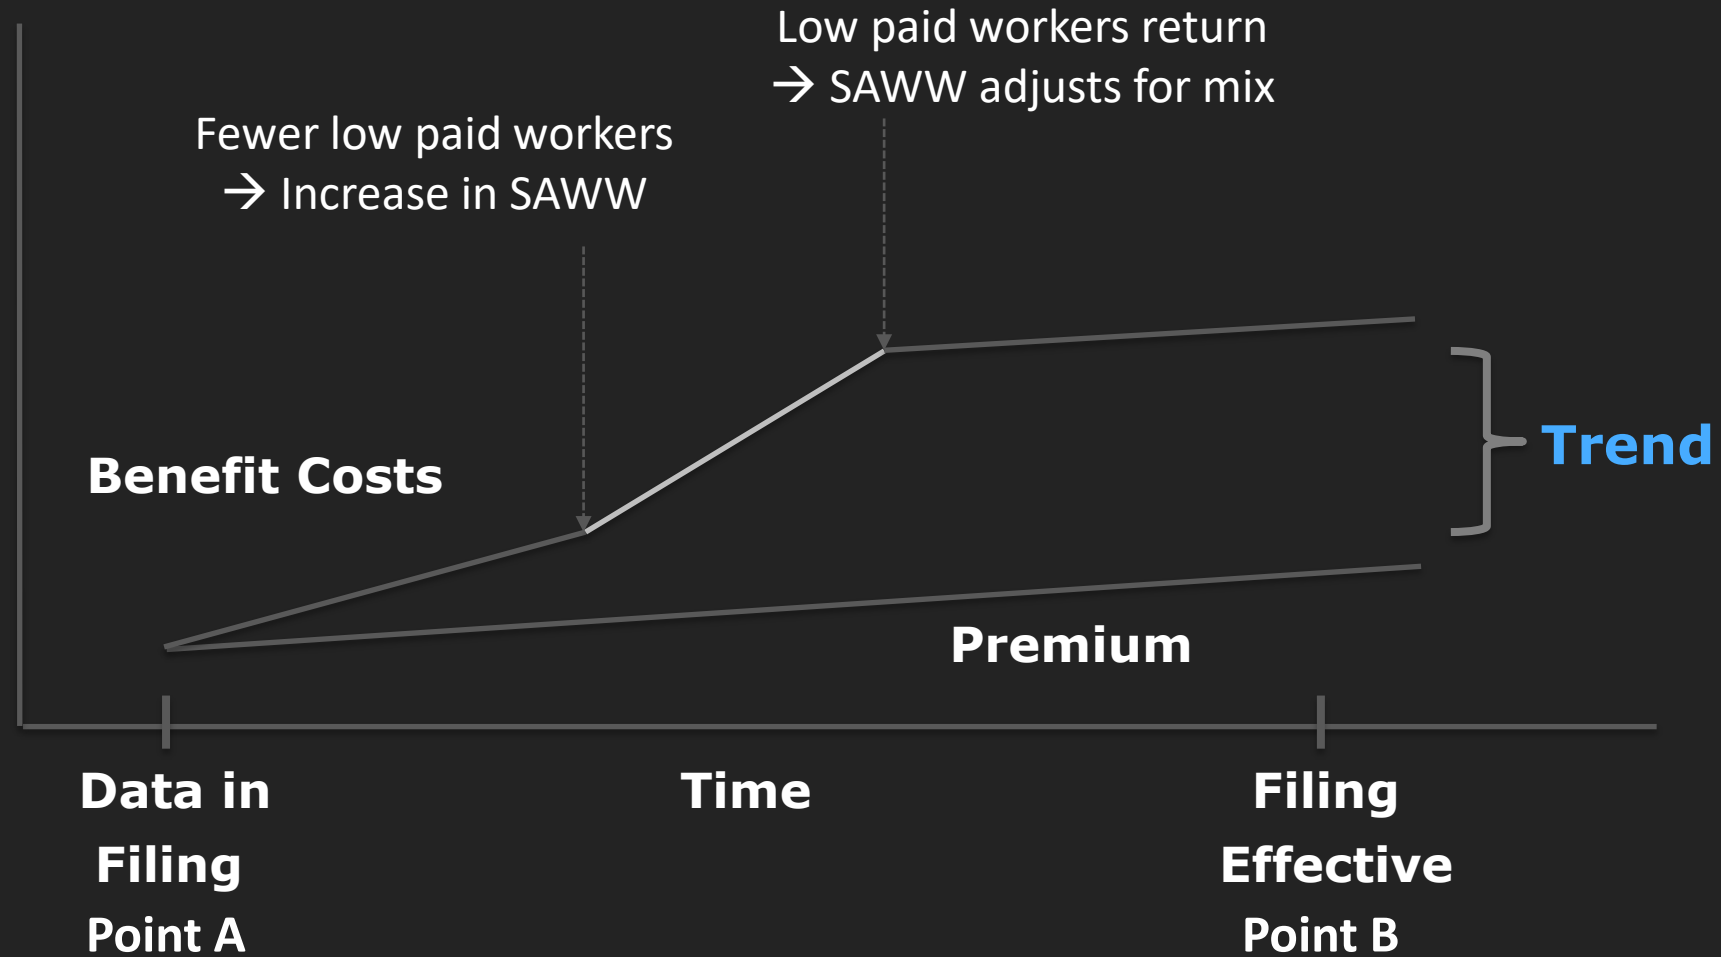 Low paid workers return
→ SAWW adjusts for mix
Fewer low paid workers
→ Increase in SAWW
Benefit Costs
Trend
Premium
Data in
Filing
Point A
Time
Filing
Effective
Point B